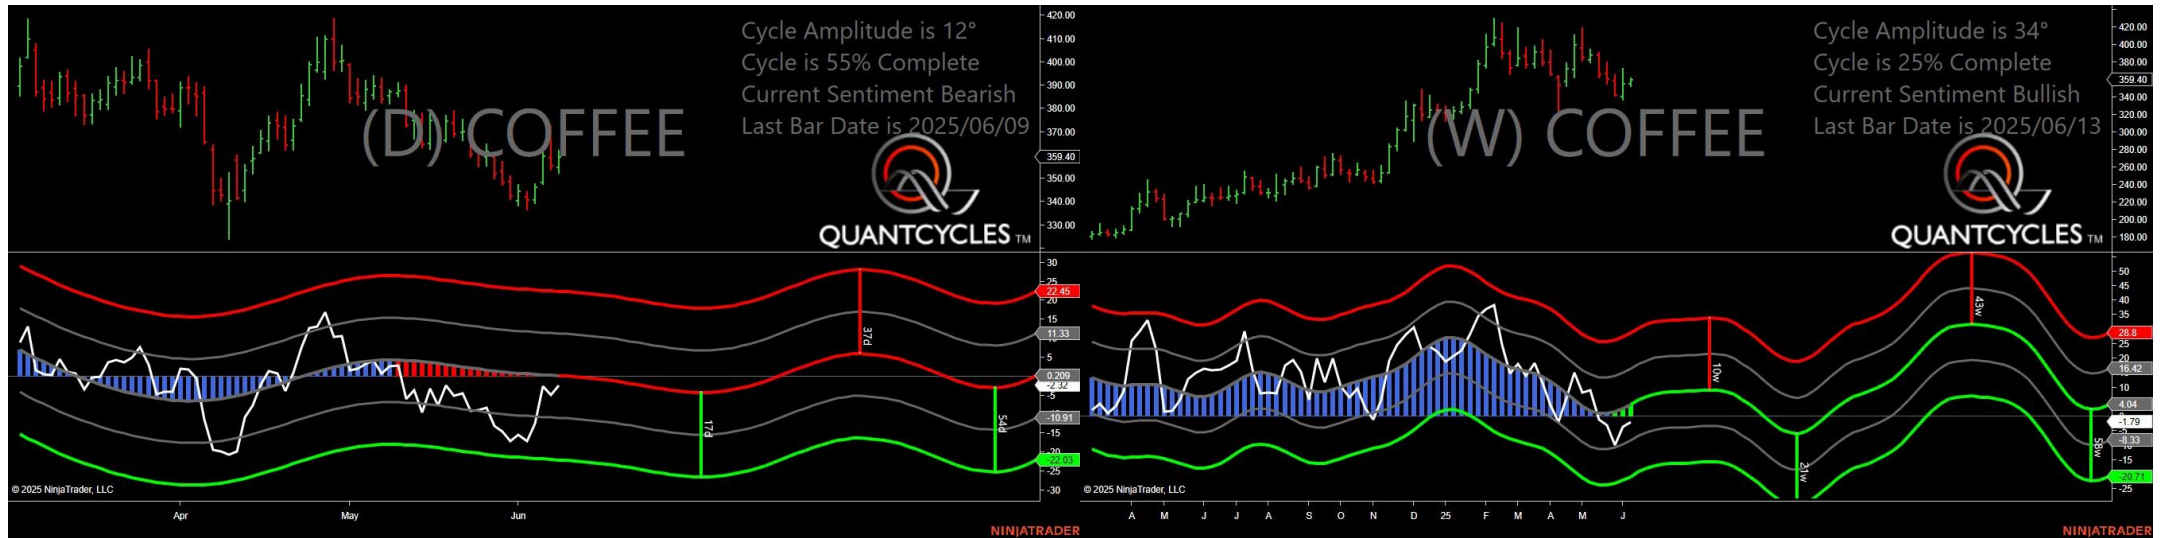 Cycle Amplitude is 12°
Cycle is 55% Complete
Current Sentiment Bearish
Last Bar Date is 2025/06/09
(D) COFFEE
QUANTCYCLES TM
420.00
410.00
400.00
390.00
380.00
370.00
359.40
350.00
340.00
330.00
30
25
22.45
20
15
11.33
5
0.209
-2.32
-5
-10.91
-15
-20
-22.03
-25
-30
37d
17d
54d
© 2025 NinjaTrader, LLC
Apr
May
Jun
NINJATRADER
Cycle Amplitude is 34°
Cycle is 25% Complete
Current Sentiment Bullish
Last Bar Date is 2025/06/13
(W) COFFEE
QUANTCYCLES TM
420.00
400.00
380.00
359.40
340.00
320.00
300.00
280.00
260.00
240.00
220.00
200.00
180.00
50
45
40
35
28.8
25
20
16.42
10
4.04
-1.79
-5
-8.33
-15
-20.71
-25
43w
10w
21w
58w
© 2025 NinjaTrader, LLC
A
M
J
J
A
S
O
N
D
25
F
M
A
M
J
NINJATRADER